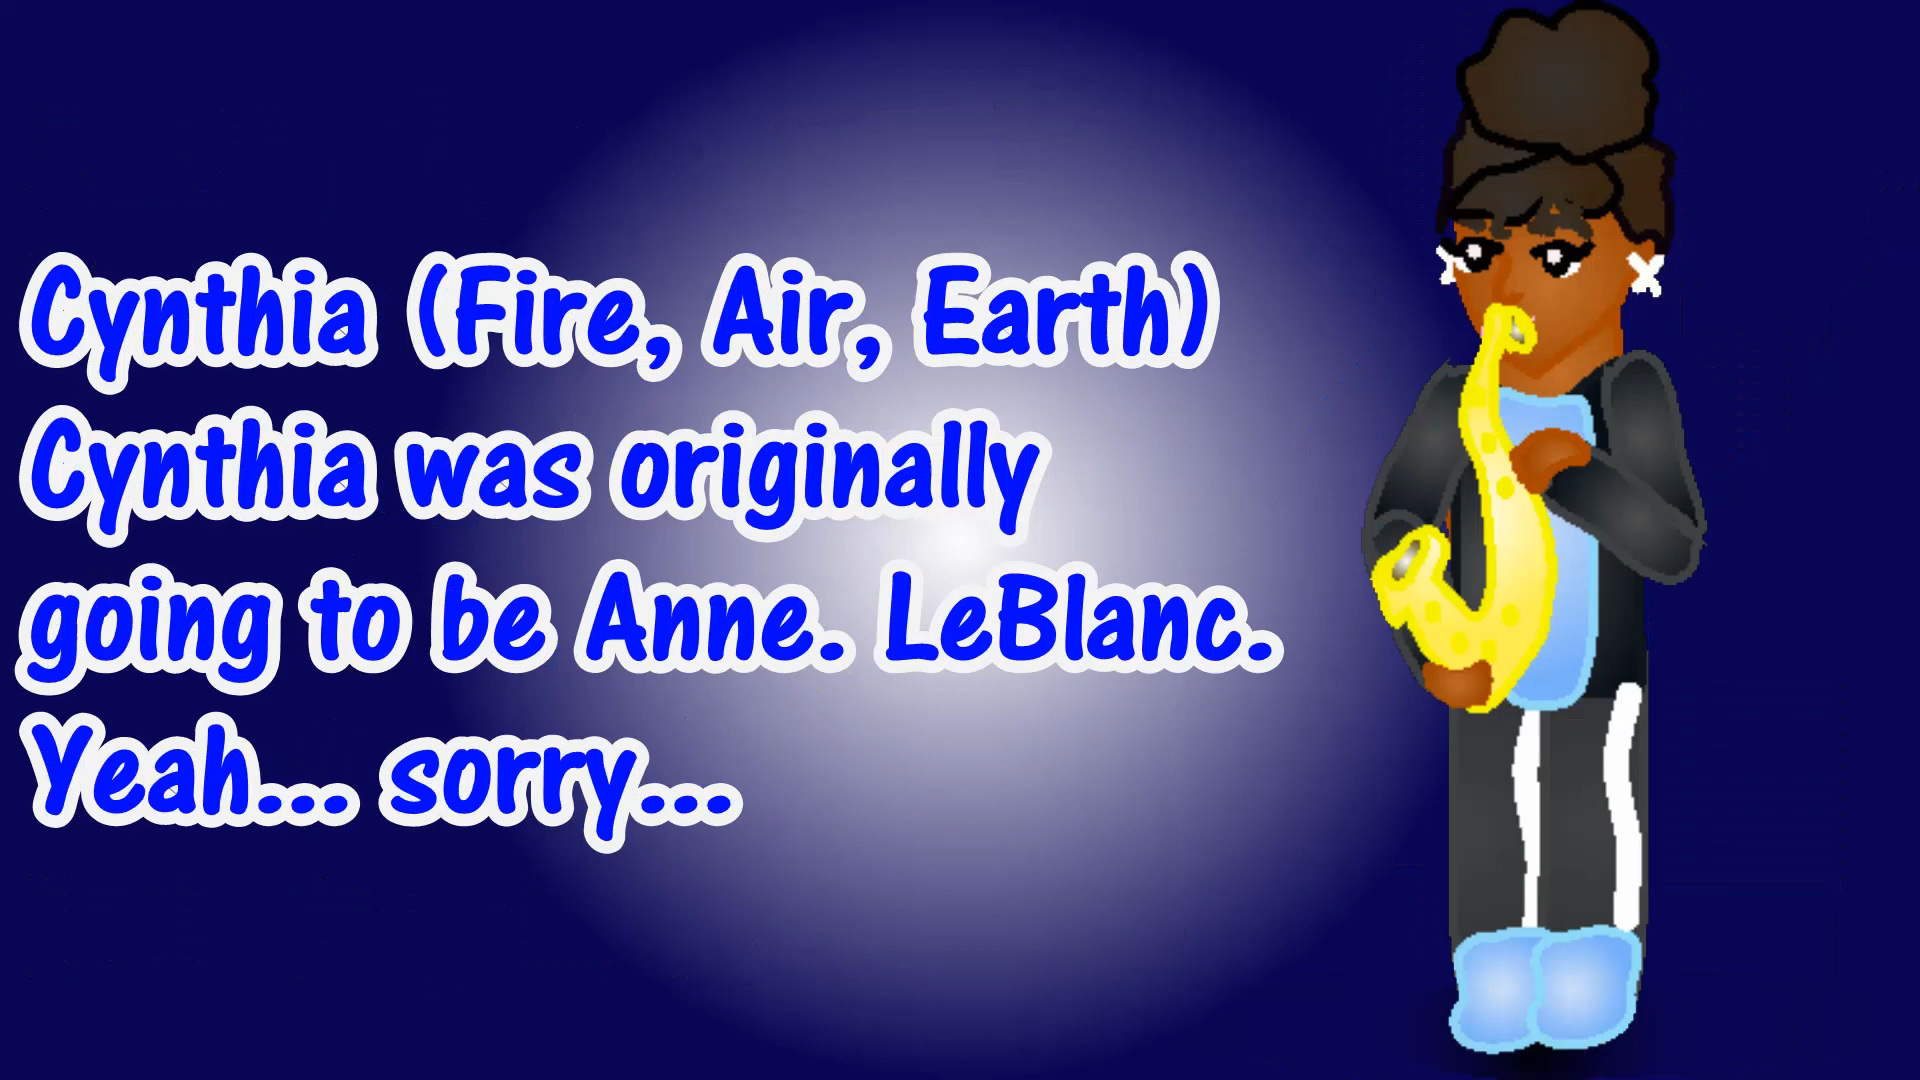 Cynthia (Fire, Air, Earth)
Cynthia was originally
going to be Anne. LeBlanc.
Yeah... sorry...